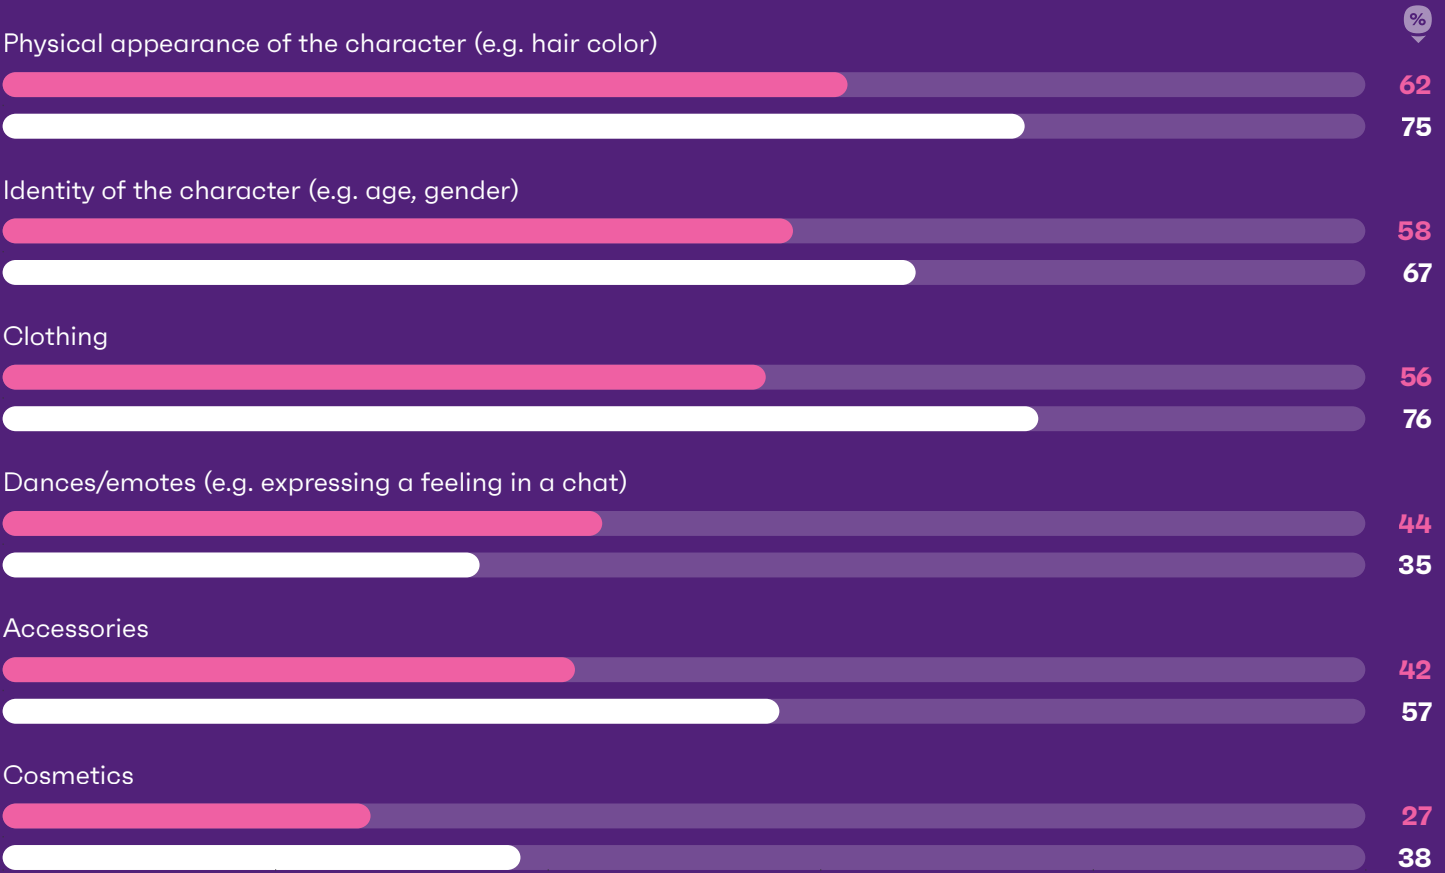 %
Physical appearance of the character (e.g. hair color)
62
75
Identity of the character (e.g. age, gender)
58
67
Clothing
56
76
Dances/emotes (e.g. expressing a feeling in a chat)
44
35
Accessories
42
57
Cosmetics
27
38